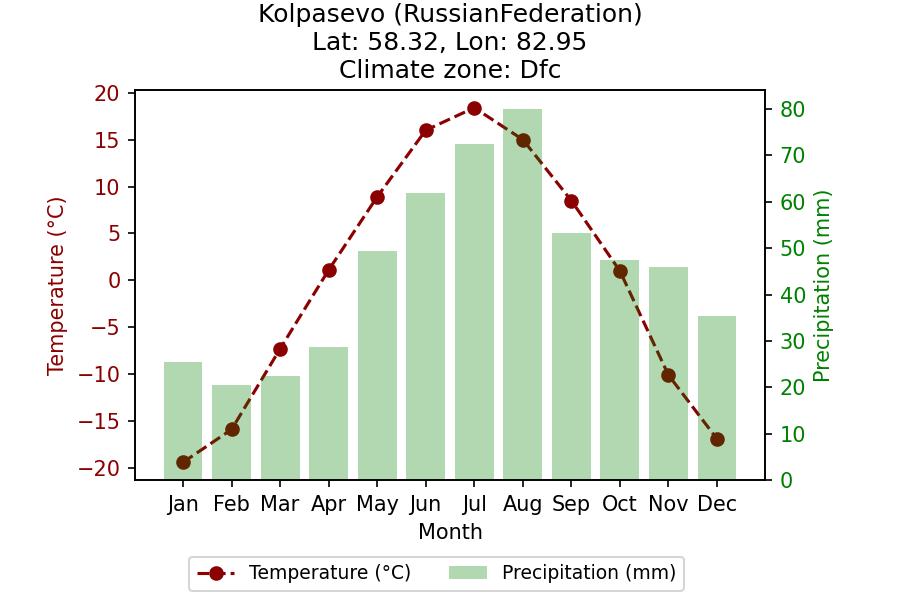 Kolpasevo (RussianFederation)
Lat: 58.32, Lon: 82.95
Climate zone: Dfc
20
15
10
5
0
−5
−10
−15
−20
Temperature (°C)
80
70
60
50
40
30
20
10
0
Precipitation (mm)
Jan Feb Mar Apr May Jun Jul Aug Sep Oct Nov Dec
Month
Temperature (°C) Precipitation (mm)